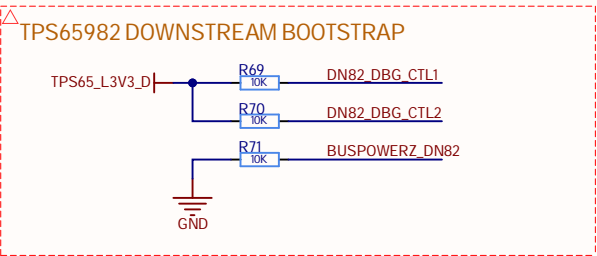 TPS65982 DOWNSTREAM BOOTSTRAP
R69
TPS65_L3V3_D
10K
DN82_DBG_CTL1
R70
10K
DN82_DBG_CTL2
R71
10K
BUSPOWERZ_DN82
GND